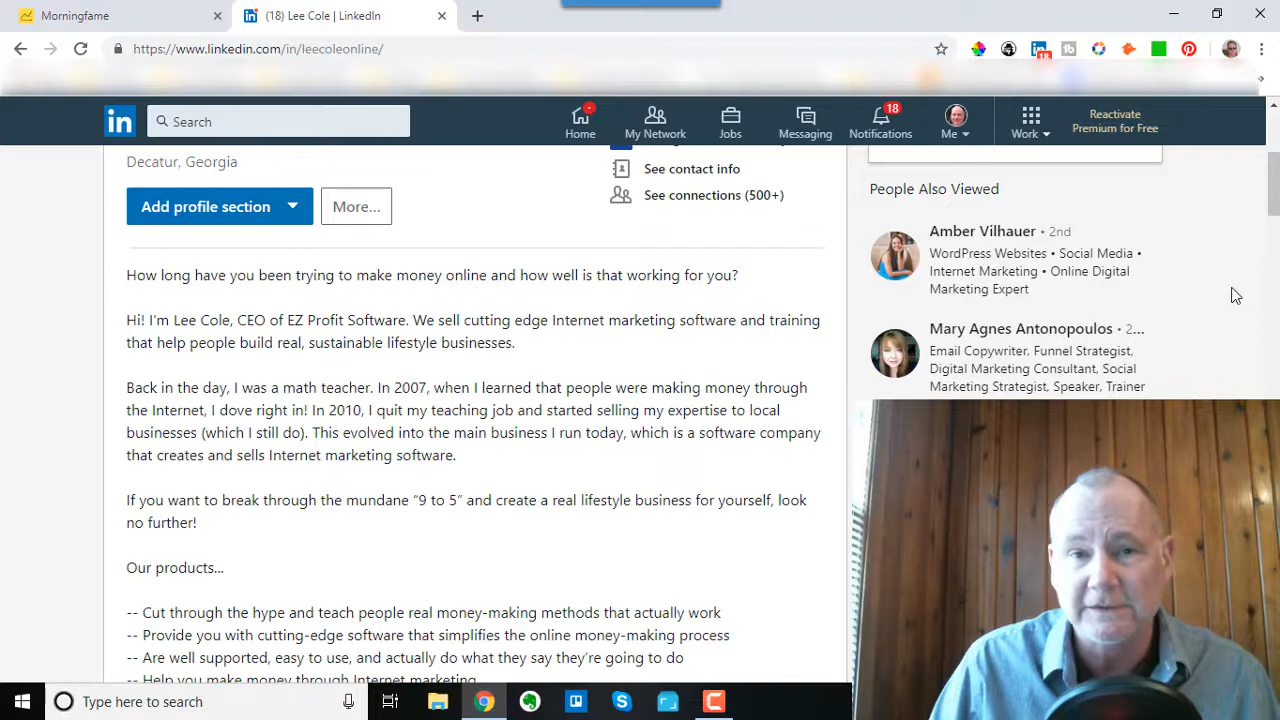 Morningfame
(18) Lee Cole | LinkedIn
https://www.linkedin.com/in/leecoleonline/
18
in
Search
Home
My Network
Jobs
Messaging
18
Notifications
Me
Work
Reactivate
Premium for Free
Decatur, Georgia
See contact info
See connections (500+)
Add profile section
More...
How long have you been trying to make money online and how well is that working for you?
Hi! I'm Lee Cole, CEO of EZ Profit Software. We sell cutting edge Internet marketing software and training
that help people build real, sustainable lifestyle businesses.
Back in the day, I was a math teacher. In 2007, when I learned that people were making money through
the Internet, I dove right in! In 2010, I quit my teaching job and started selling my expertise to local
businesses (which I still do). This evolved into the main business I run today, which is a software company
that creates and sells Internet marketing software.
If you want to break through the mundane “9 to 5” and create a real lifestyle business for yourself, look
no further!
Our products...
-- Cut through the hype and teach people real money-making methods that actually work
-- Provide you with cutting-edge software that simplifies the online money-making process
-- Are well supported, easy to use, and actually do what they say they're going to do
-- Help you make money through Internet marketing
People Also Viewed
Amber Vilhauer • 2nd
WordPress Websites • Social Media •
Internet Marketing • Online Digital
Marketing Expert
Mary Agnes Antonopoulos • 2...
Email Copywriter, Funnel Strategist,
Digital Marketing Consultant, Social
Marketing Strategist, Speaker, Trainer
Type here to search